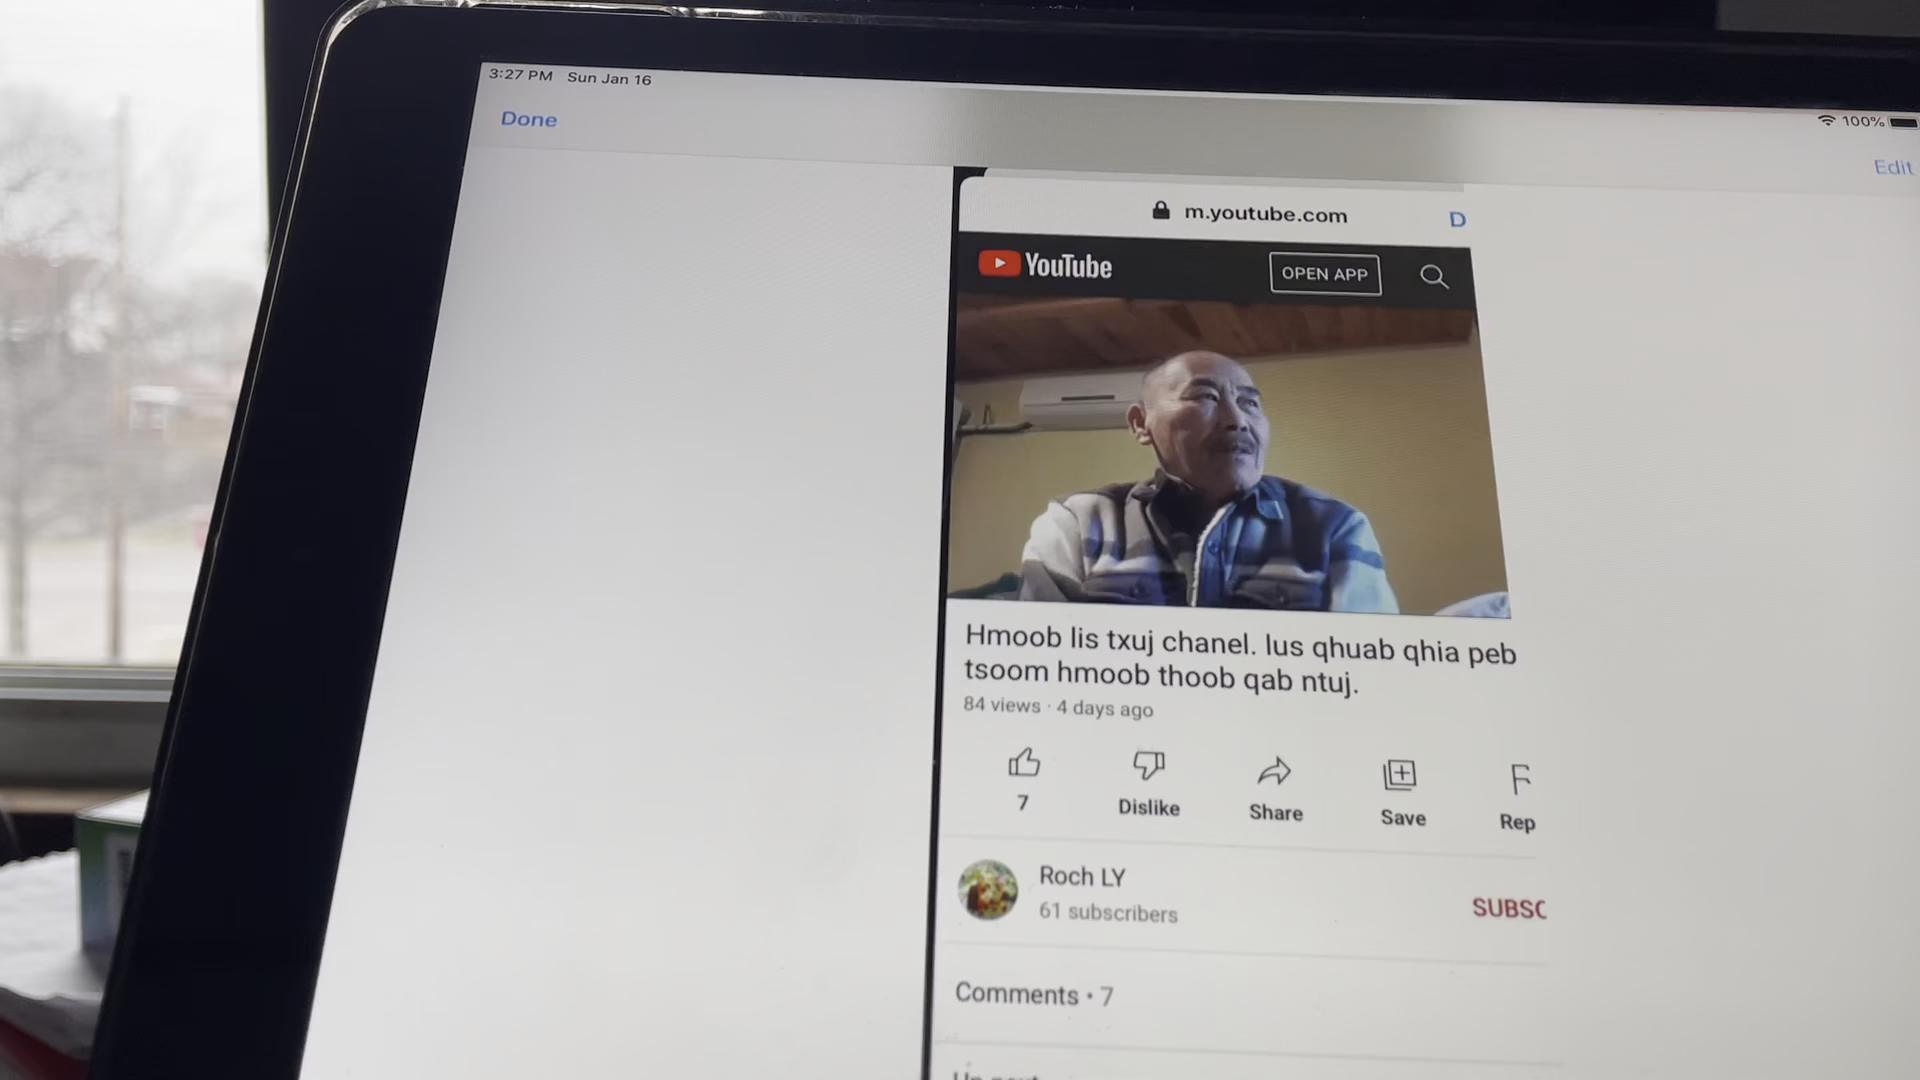 3:27 PM Sun Jan 16
100%
Done
Edit
m.youtube.com
D
YouTube
OPEN APP
Hmoob lis txuj chanel. lus qhuab qhia peb
tsoom hmoob thoob qab ntuj.
84 views · 4 days ago
7
Dislike
Share
Save
Rep
Roch LY
61 subscribers
SUBSC
Comments • 7